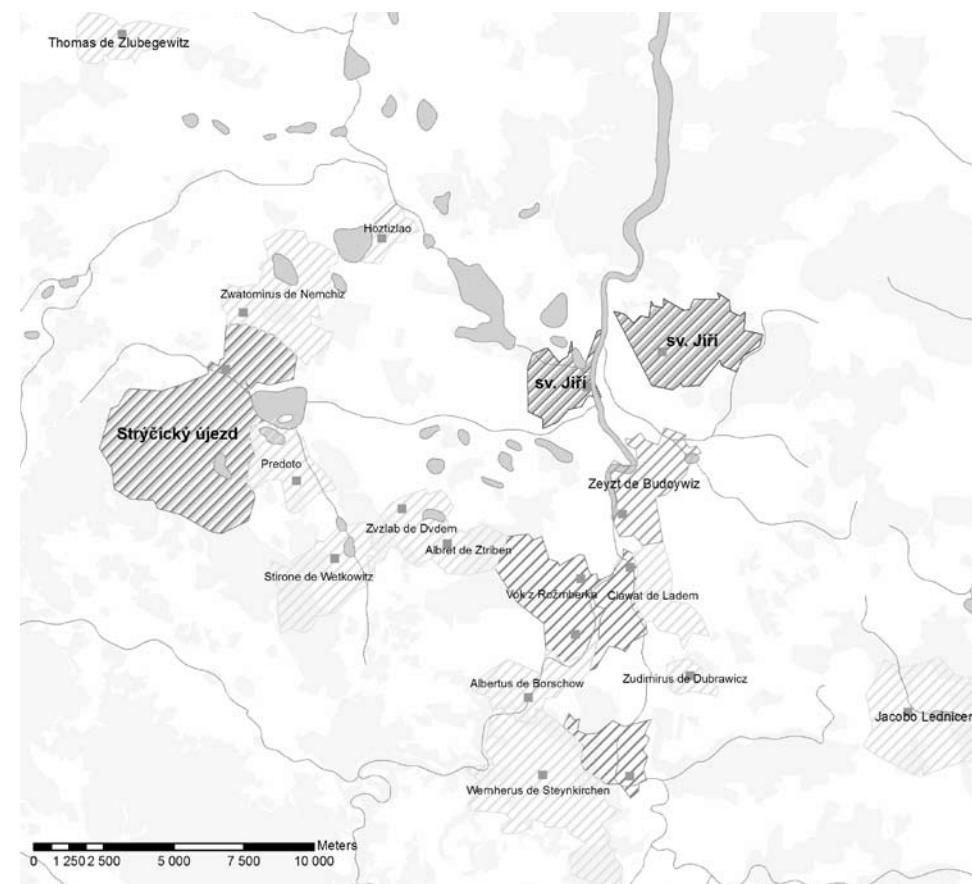 Thomas de Zlubegewitz
Hoztizlao
Zwatomirus de Nemchiz
sv. Jiří
sv. Jiří
Strýčický újezd
Predoto
Zeyzt de Budoywiz
Zvzlab de Dvdem
Albret de Ztriben
Stirone de Wetkowitz
Vok z Rožmberka
Clawat de Ladem
Albertus de Borschow
Zudimirus de Dubrawicz
Jacobo Lednicer
Wernherus de Steynkirchen
Meters
0 1 250 2 500 5 000 7 500 10 000